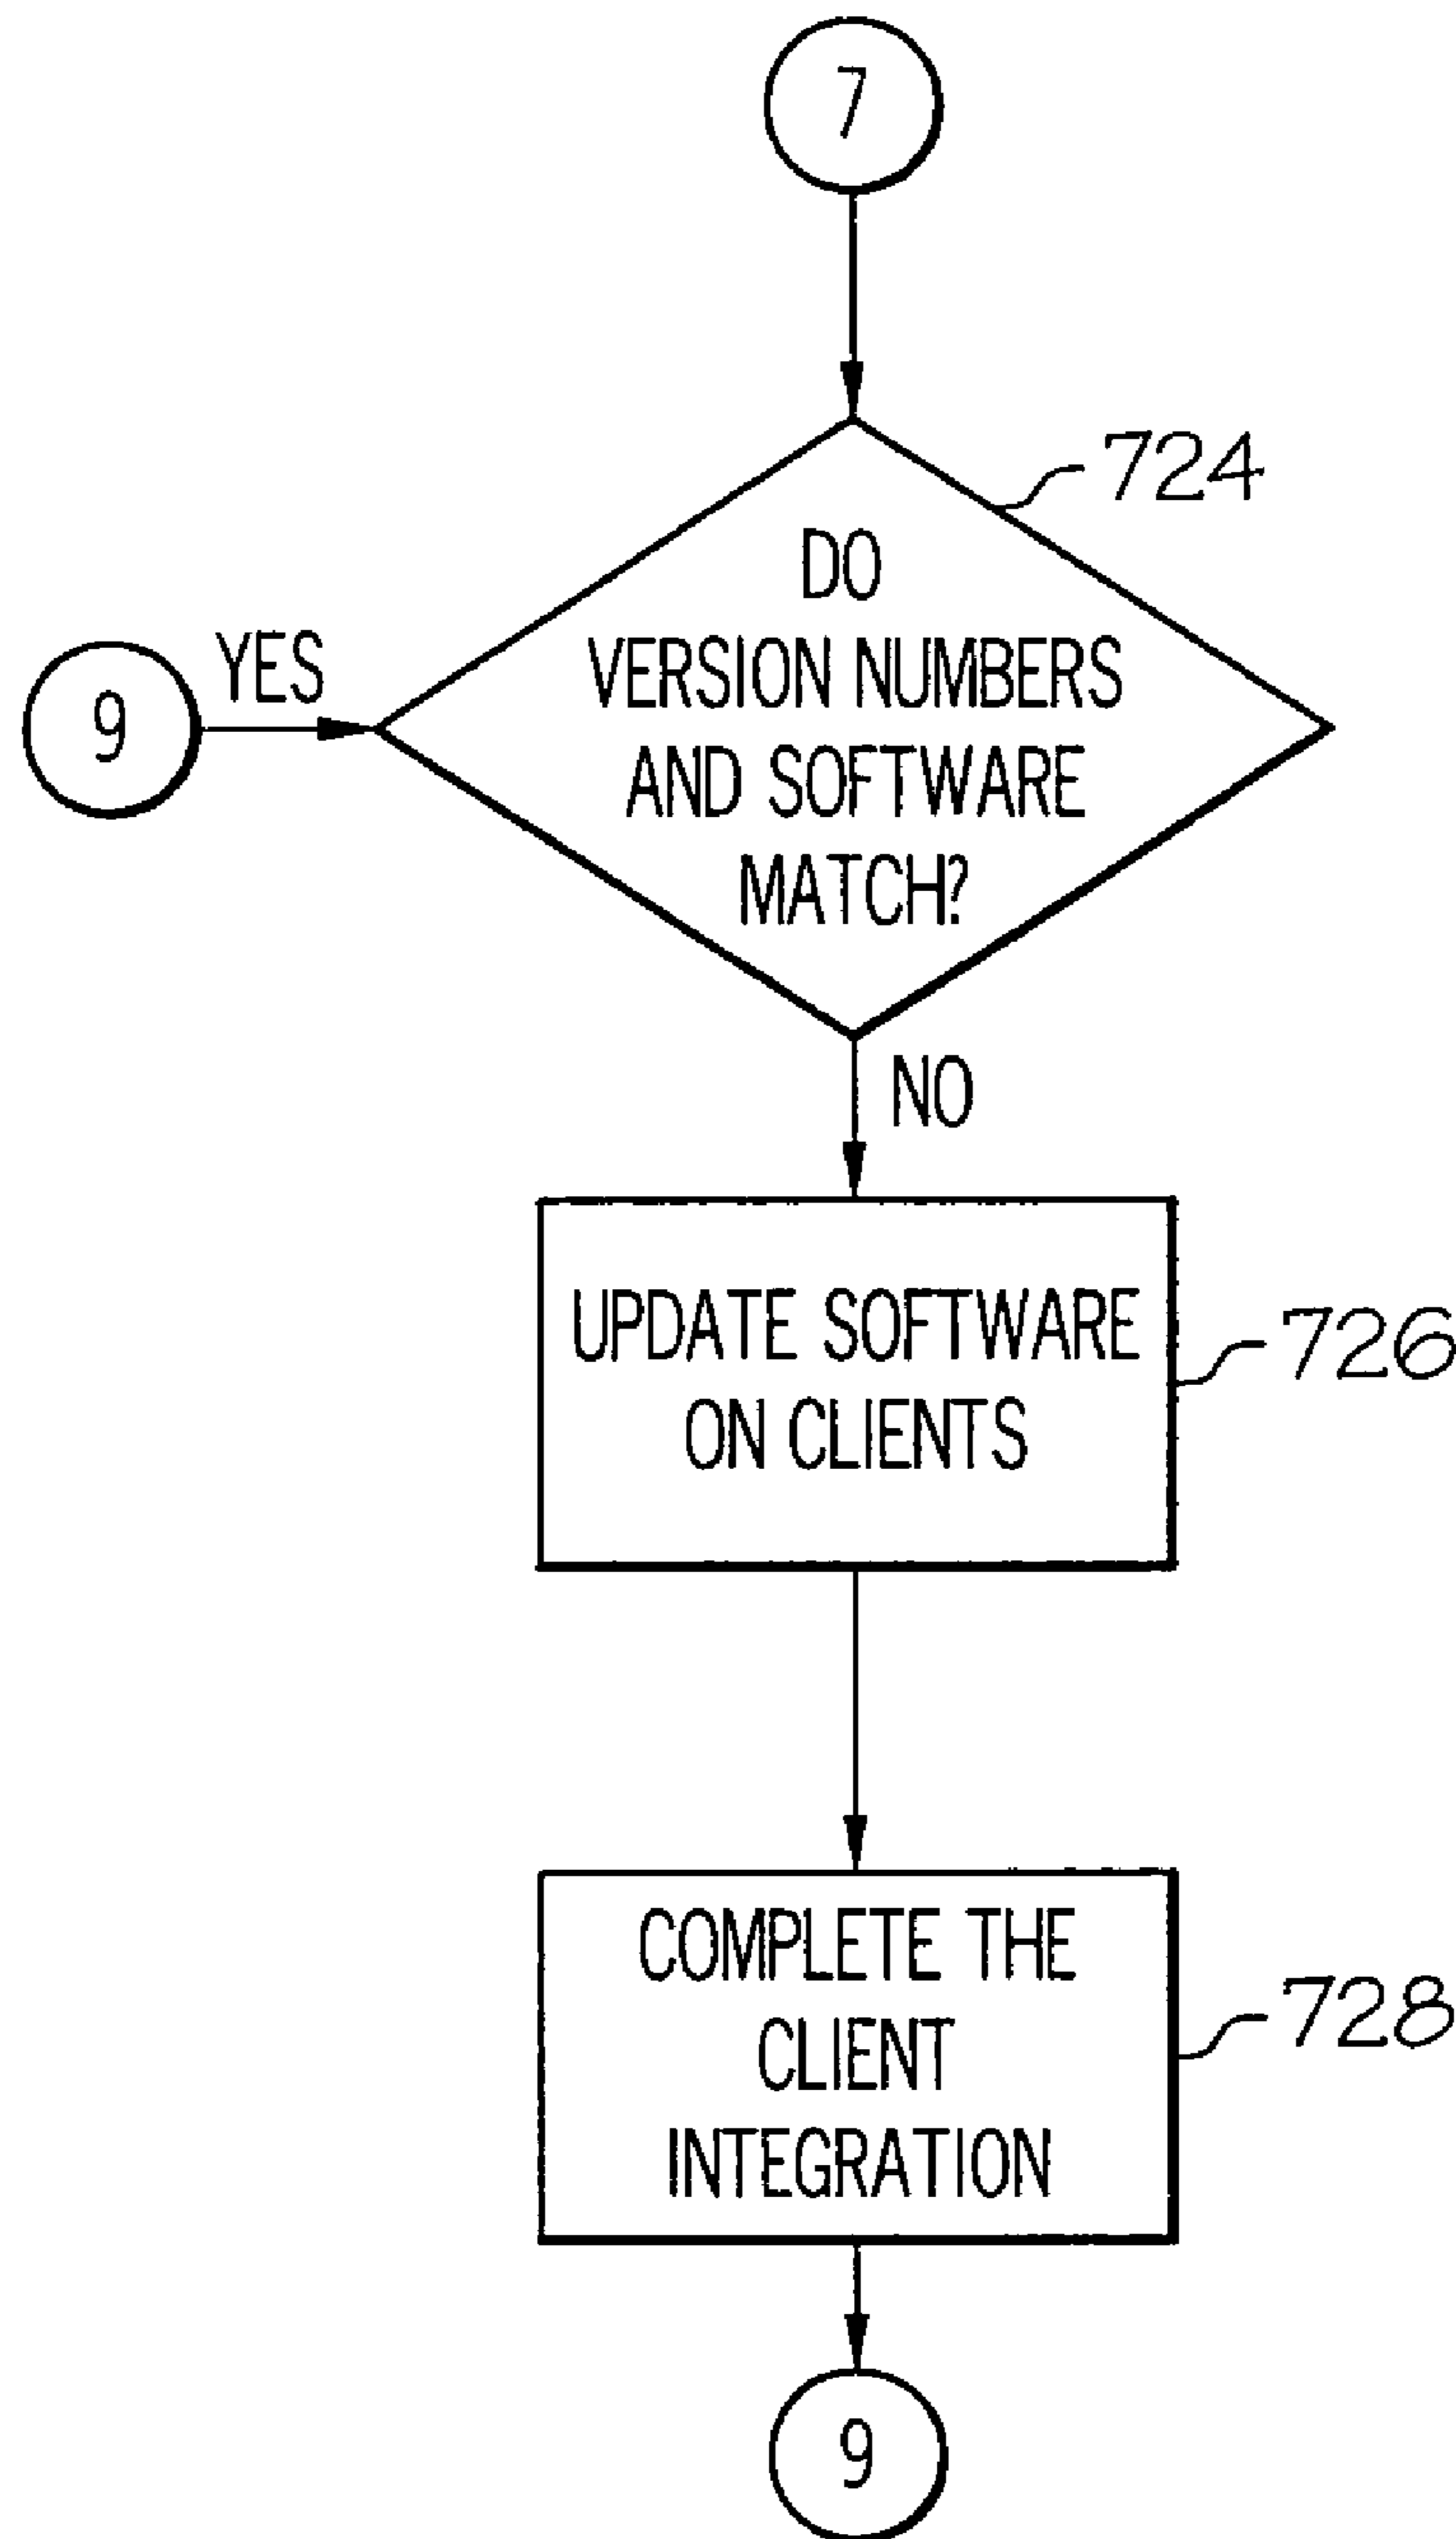 7
724
DO
VERSION NUMBERS
AND SOFTWARE
MATCH?
YES
9
NO
UPDATE SOFTWARE
ON CLIENTS
726
COMPLETE THE
CLIENT
INTEGRATION
728
9